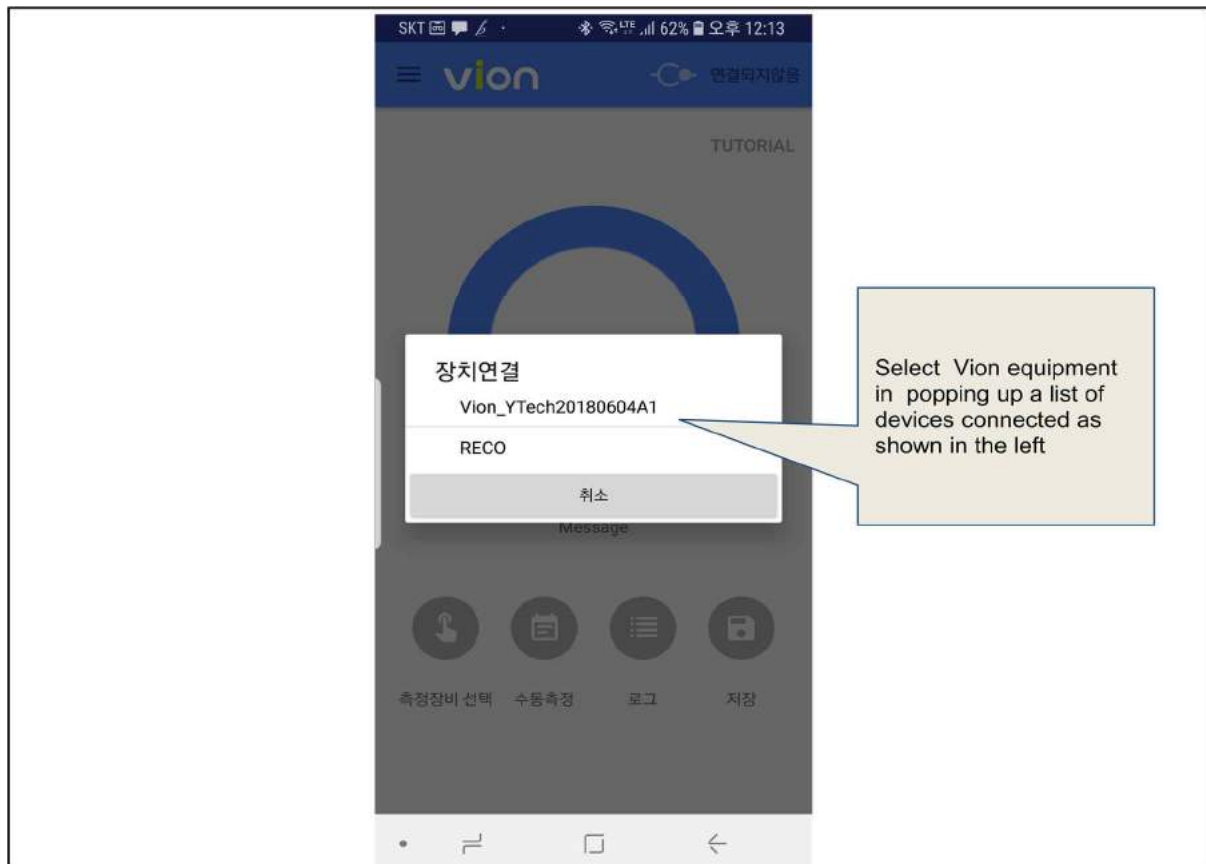 SKT LTE 62% 오후 12:13
vion 연결되지않음
TUTORIAL
장치연결
Vion_YTech20180604A1
RECO
취소
Message
측정장비 선택 수동측정 로그 저장
Select Vion equipment
in popping up a list of
devices connected as
shown in the left